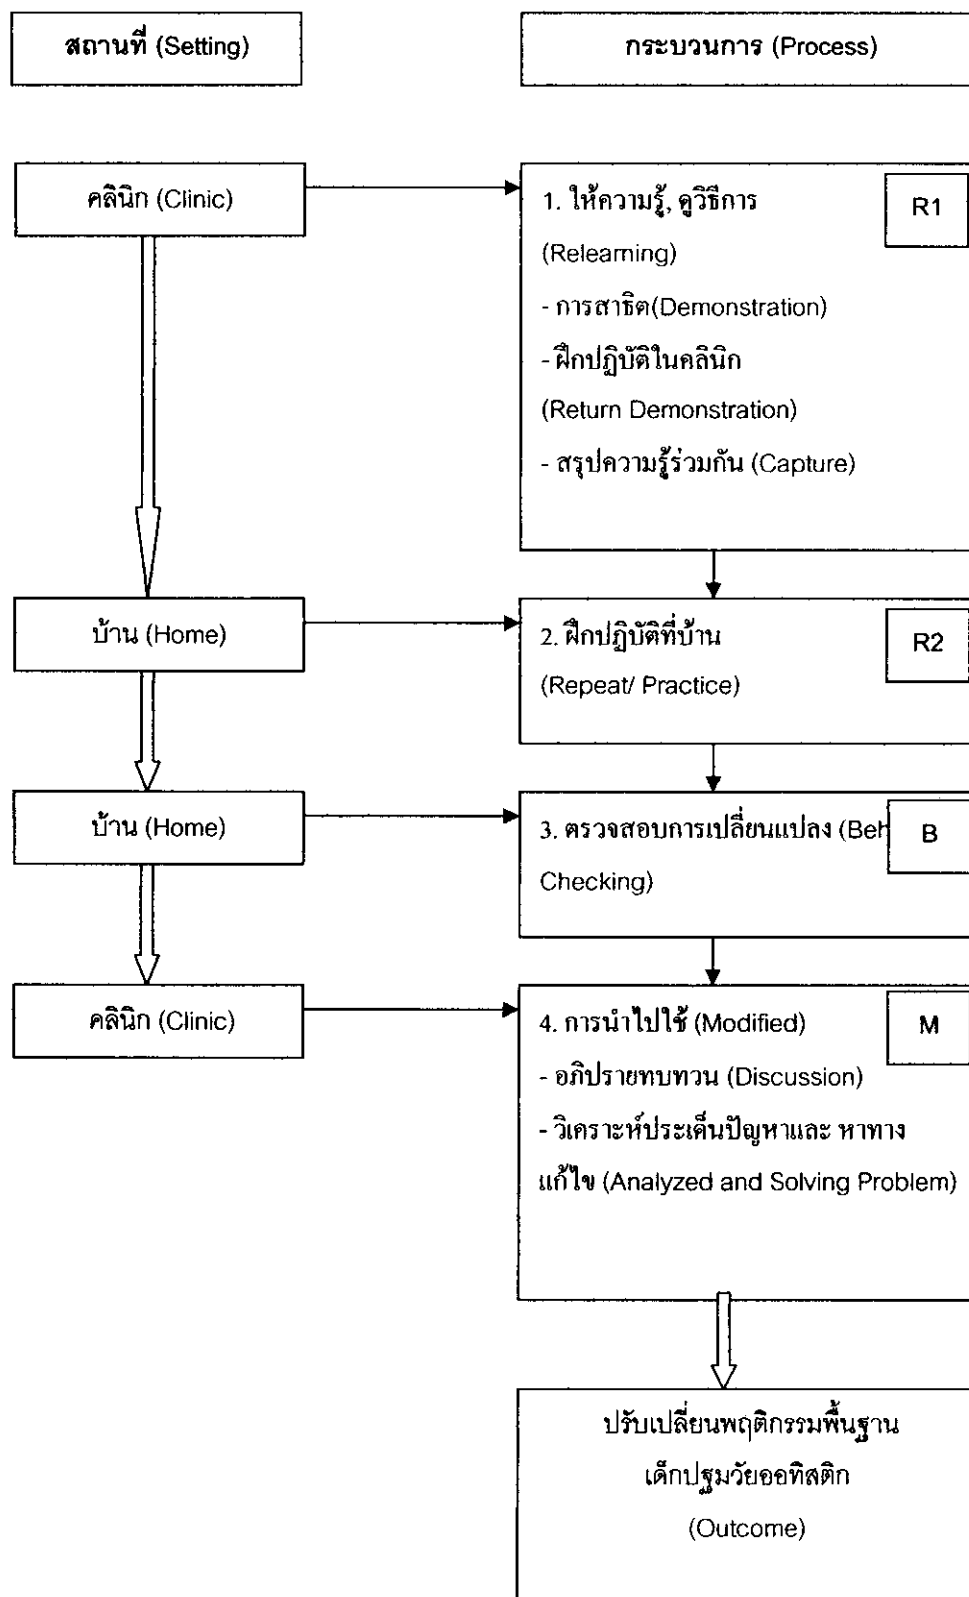 สถานที่ (Setting)
กระบวนการ (Process)
คลินิก (Clinic)
1. ให้ความรู้, ดูวิธีการ
R1
(Relearning)
- การสาธิต(Demonstration)
- ฝึกปฏิบัติในคลินิก
(Return Demonstration)
- สรุปความรู้ร่วมกัน (Capture)
บ้าน (Home)
2. ฝึกปฏิบัติที่บ้าน
R2
(Repeat/ Practice)
บ้าน (Home)
3. ตรวจสอบการเปลี่ยนแปลง
B
Checking)
คลินิก (Clinic)
4. การนำไปใช้ (Modified)
M
- อภิปรายทบทวน (Discussion)
- วิเคราะห์ประเด็นปัญหาและ หาทาง
แก้ไข (Analyzed and Solving Problem)
ปรับเปลี่ยนพฤติกรรมพื้นฐาน
เด็กปฐมวัยออทิสติก
(Outcome)